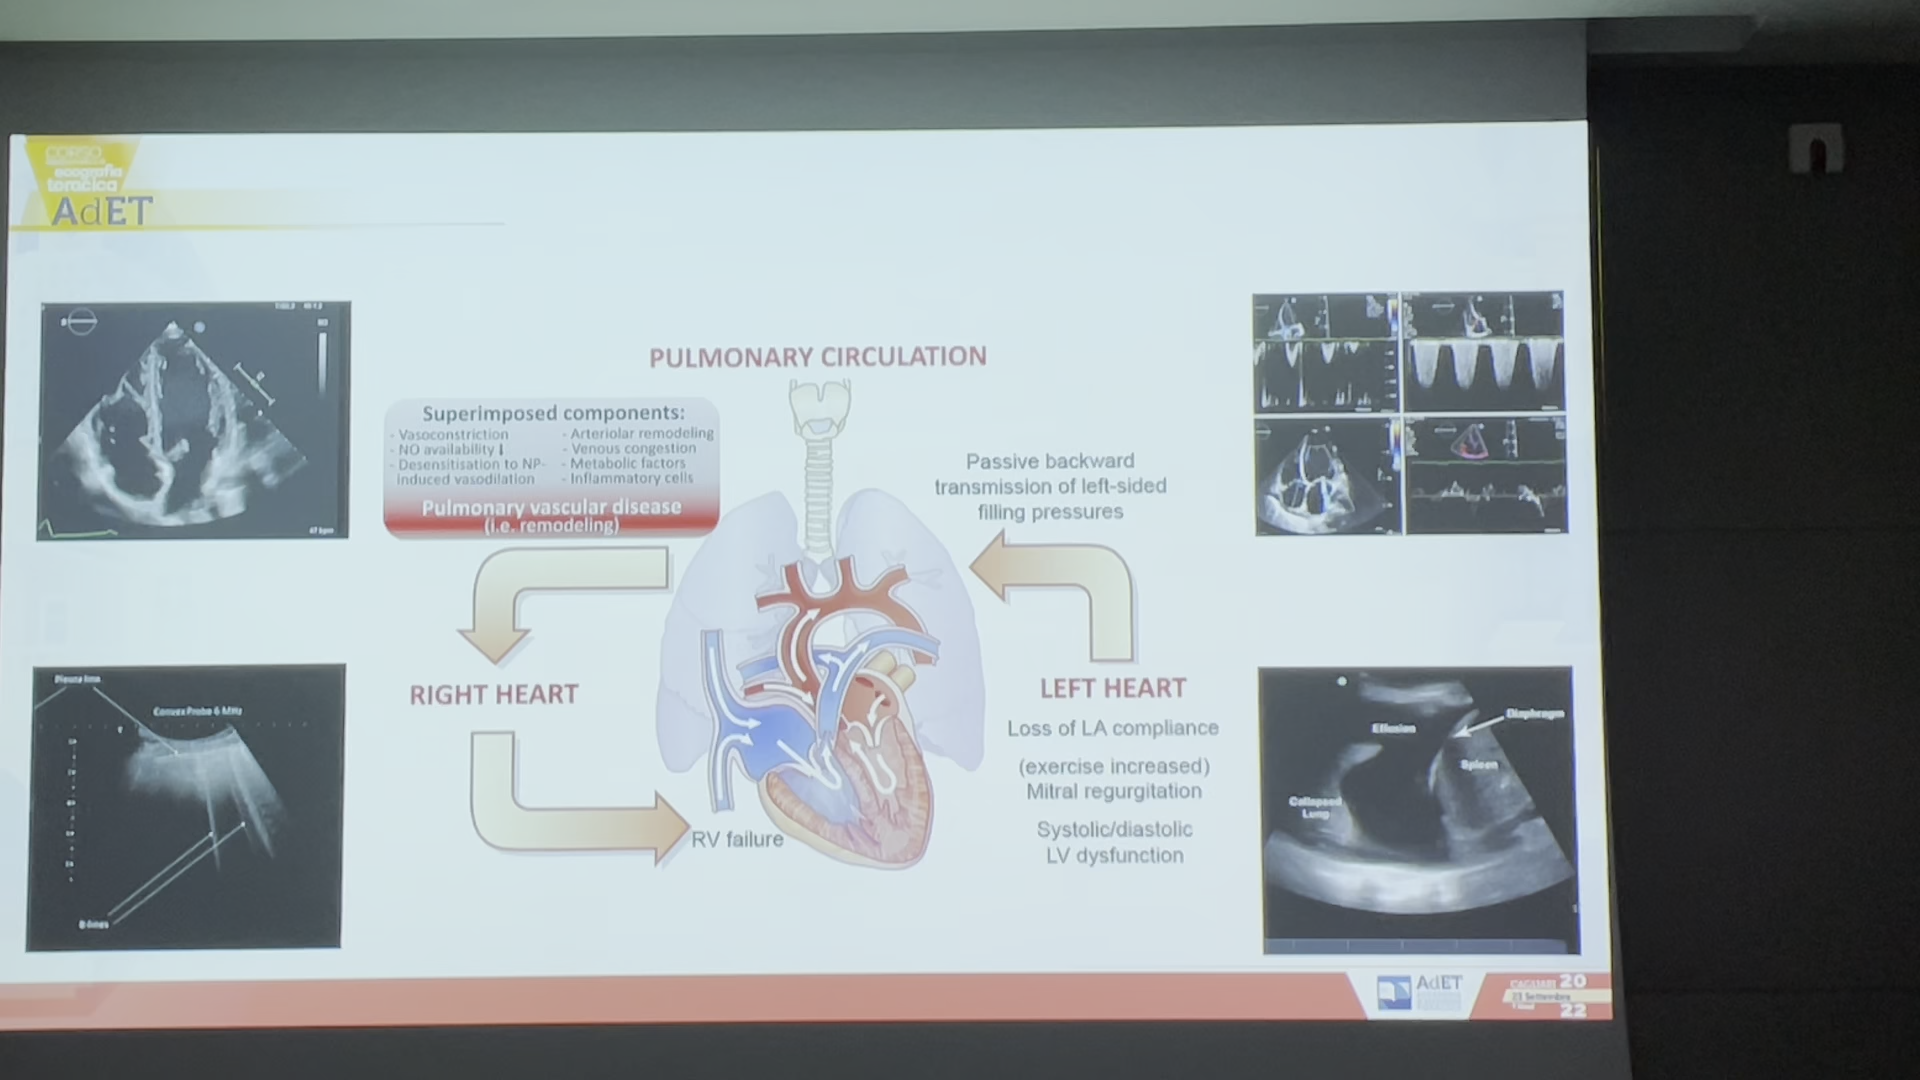 CORSO
ecografia
toracica
AdET
PULMONARY CIRCULATION
Superimposed components:
- Vasoconstriction
- NO availability ↓
- Desensitisation to NP-
induced vasodilation
- Arteriolar remodeling
- Venous congestion
- Metabolic factors
- Inflammatory cells
Pulmonary vascular disease
(i.e. remodeling)
Passive backward
transmission of left-sided
filling pressures
RIGHT HEART
LEFT HEART
Loss of LA compliance
(exercise increased)
Mitral regurgitation
Systolic/diastolic
LV dysfunction
RV failure
Pleura line
Convex Probe 6 MHz
B-lines
Effusion
Diaphragm
Spleen
Collapsed
Lung
AdET
CAGLIARI 20
Settembre
22